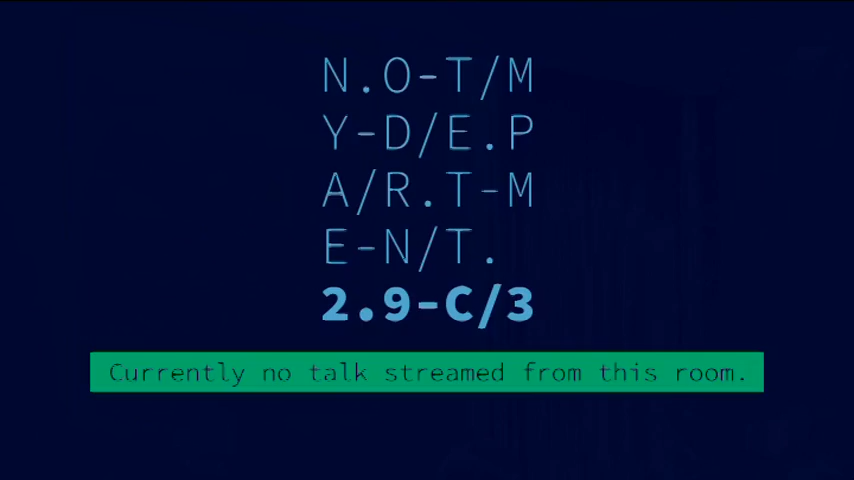 N.O-T/M
Y-D/E.P
A/R.T-M
E-N/T.
2.9-C/3
Currently no talk streamed from this room.